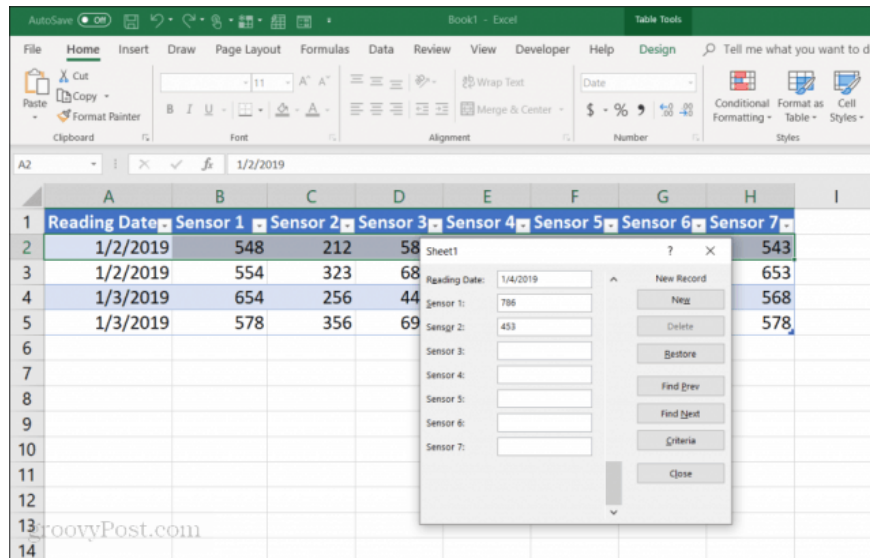 AutoSave Off Book1 - Excel Table Tools
File Home Insert Draw Page Layout Formulas Data Review View Developer Help Design Tell me what you want to d
Paste
Cut
Copy
Format Painter
11
Wrap Text
Merge & Center
Date
$ %
Conditional Formatting
Format as Table
Cell Styles
Clipboard Font Alignment Number Styles
A2 fx 1/2/2019
A B C D E F G H I
1 Reading Date Sensor 1 Sensor 2 Sensor 3 Sensor 4 Sensor 5 Sensor 6 Sensor 7
2 1/2/2019 548 212 58 543
3 1/2/2019 554 323 68 653
4 1/3/2019 654 256 44 568
5 1/3/2019 578 356 69 578
6
7
8
9
10
11
12
13
14
Sheet1 ?
Reading Date: 1/4/2019 New Record
Sensor 1: 786 New
Sensor 2: 453 Delete
Sensor 3: Restore
Sensor 4: Find Prev
Sensor 5: Find Next
Sensor 6: Criteria
Sensor 7: Close
groovyPost.com